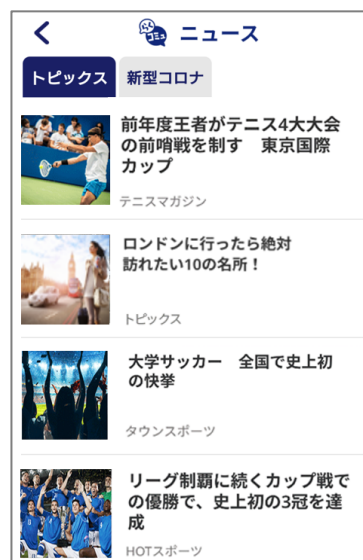 らく
コミュ
ニュース
トピックス
新型コロナ
前年度王者がテニス4大大会
の前哨戦を制す　東京国際
カップ
テニスマガジン
ロンドンに行ったら絶対
訪れたい10の名所！
トピックス
大学サッカー　全国で史上初
の快挙
タウンスポーツ
リーグ制覇に続くカップ戦で
の優勝で、史上初の3冠を達
成
HOTスポーツ